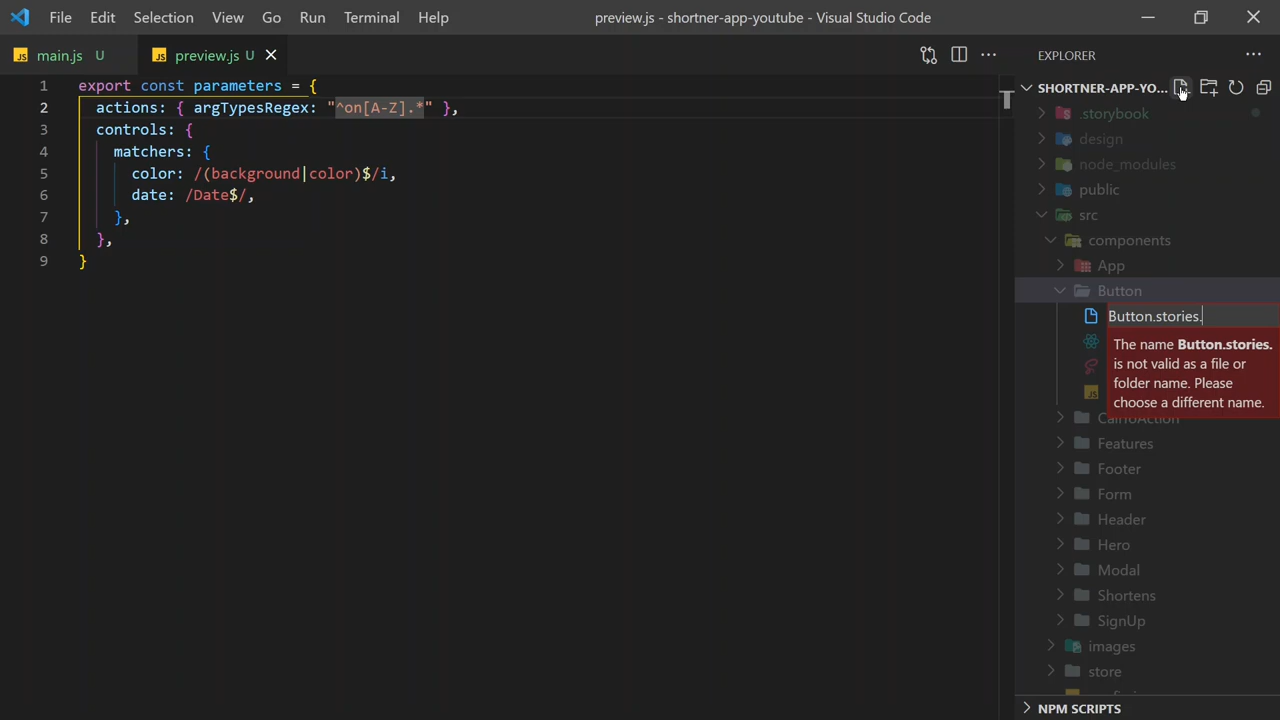 File Edit Selection View Go Run Terminal Help preview.js - shortner-app-youtube - Visual Studio Code
JS main.js U JS preview.js U
EXPLORER
SHORTNER-APP-YO...
1 export const parameters = {
2 actions: { argTypesRegex: "^on[A-Z].*" },
3 controls: {
4 matchers: {
5 color: /(background|color)$/i,
6 date: /Date$/,
7 },
8 },
9 }
.storybook
design
node_modules
public
src
components
App
Button
Button.stories.
The name Button.stories.
is not valid as a file or
folder name. Please
choose a different name.
JS
CallToAction
Features
Footer
Form
Header
Hero
Modal
Shortens
SignUp
images
store
NPM SCRIPTS